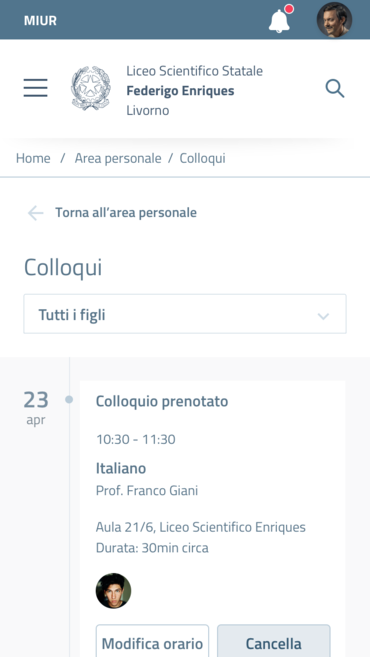 MIUR
Liceo Scientifico Statale
Federigo Enriques
Livorno
Home / Area personale / Colloqui
Torna all’area personale
Colloqui
Tutti i figli
23
apr
Colloquio prenotato
10:30 - 11:30
Italiano
Prof. Franco Giani
Aula 21/6, Liceo Scientifico Enriques
Durata: 30min circa
Modifica orario
Cancella